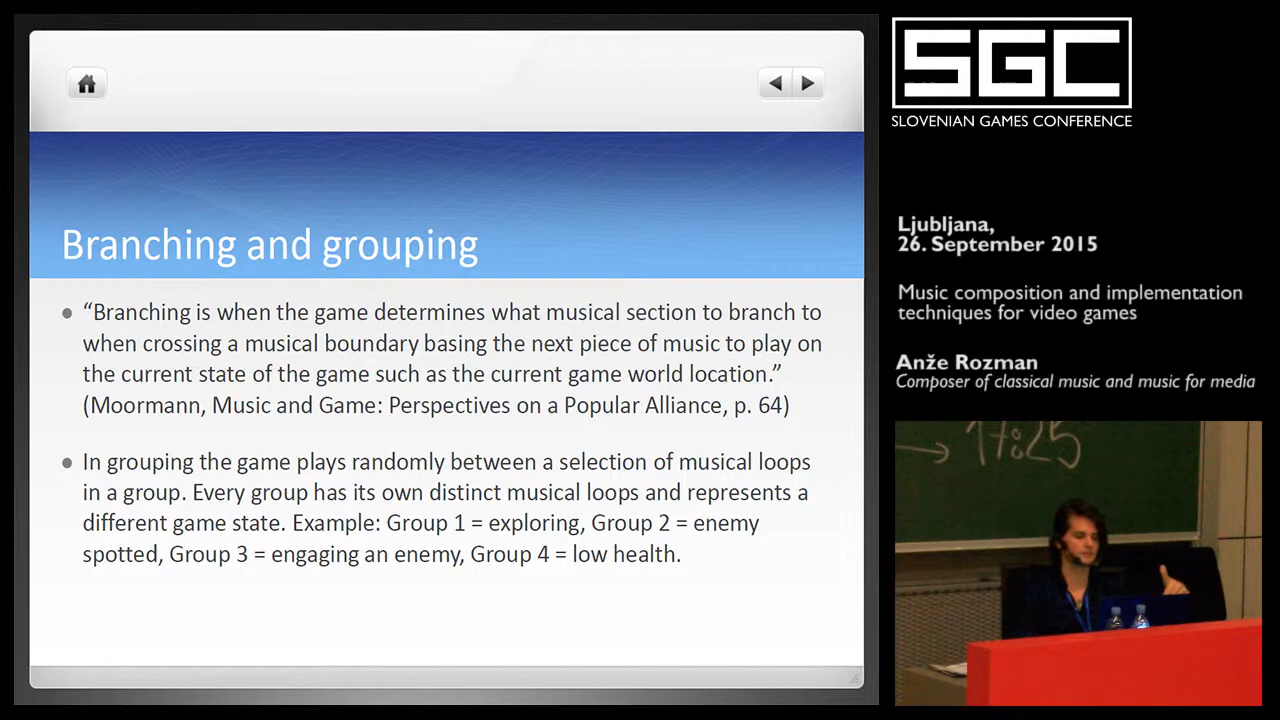 Branching and grouping
• “Branching is when the game determines what musical section to branch to
when crossing a musical boundary basing the next piece of music to play on
the current state of the game such as the current game world location.”
(Moormann, Music and Game: Perspectives on a Popular Alliance, p. 64)
• In grouping the game plays randomly between a selection of musical loops
in a group. Every group has its own distinct musical loops and represents a
different game state. Example: Group 1 = exploring, Group 2 = enemy
spotted, Group 3 = engaging an enemy, Group 4 = low health.
SGC
SLOVENIAN GAMES CONFERENCE
Ljubljana,
26. September 2015
Music composition and implementation
techniques for video games
Anže Rozman
Composer of classical music and music for media
→ 17:25